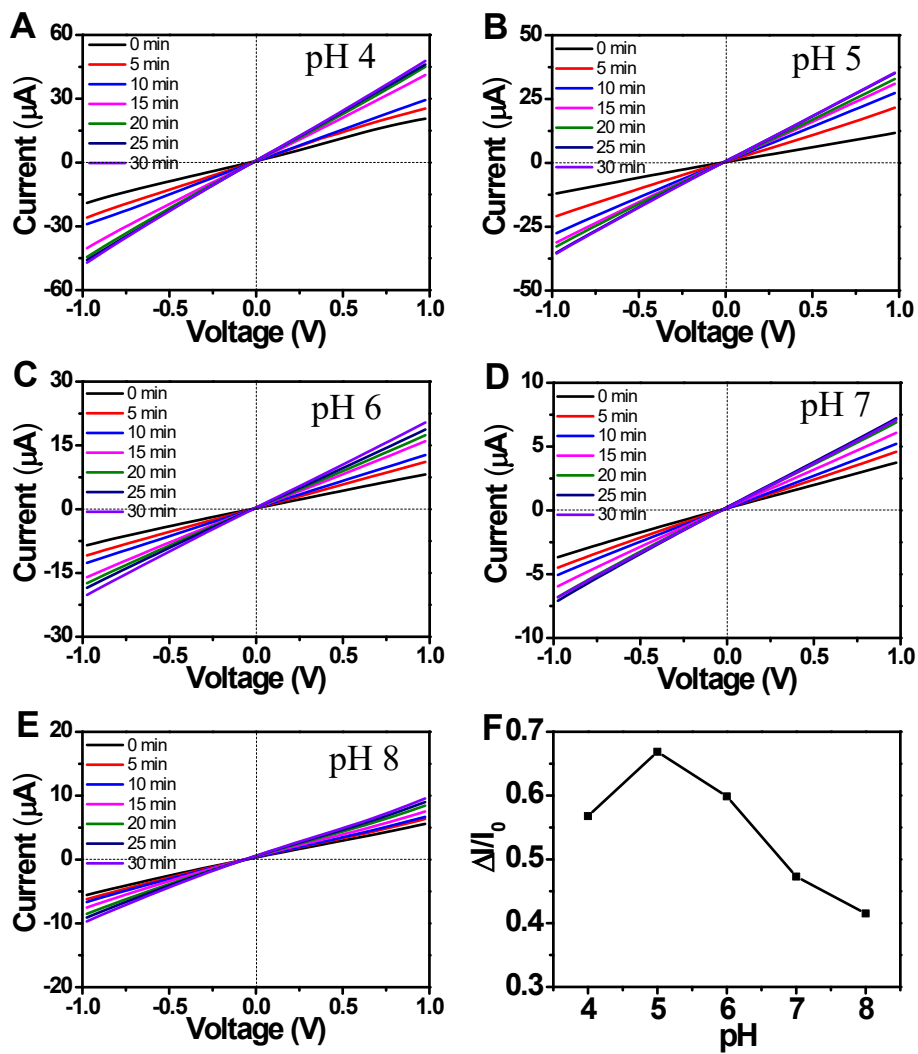 A
pH 4
0 min
5 min
10 min
15 min
20 min
25 min
30 min
60
30
0
-30
-60
Current (µA)
-1.0 -0.5 0.0 0.5 1.0
Voltage (V)
B
pH 5
0 min
5 min
10 min
15 min
20 min
25 min
30 min
50
25
0
-25
-50
Current (µA)
-1.0 -0.5 0.0 0.5 1.0
Voltage (V)
C
pH 6
0 min
5 min
10 min
15 min
20 min
25 min
30 min
30
15
0
-15
-30
Current (µA)
-1.0 -0.5 0.0 0.5 1.0
Voltage (V)
D
pH 7
0 min
5 min
10 min
15 min
20 min
25 min
30 min
10
5
0
-5
-10
Current (µA)
-1.0 -0.5 0.0 0.5 1.0
Voltage (V)
E
pH 8
0 min
5 min
10 min
15 min
20 min
25 min
30 min
20
10
0
-10
-20
Current (µA)
-1.0 -0.5 0.0 0.5 1.0
Voltage (V)
F
0.7
0.6
0.5
0.4
0.3
ΔI/I₀
4 5 6 7 8
pH